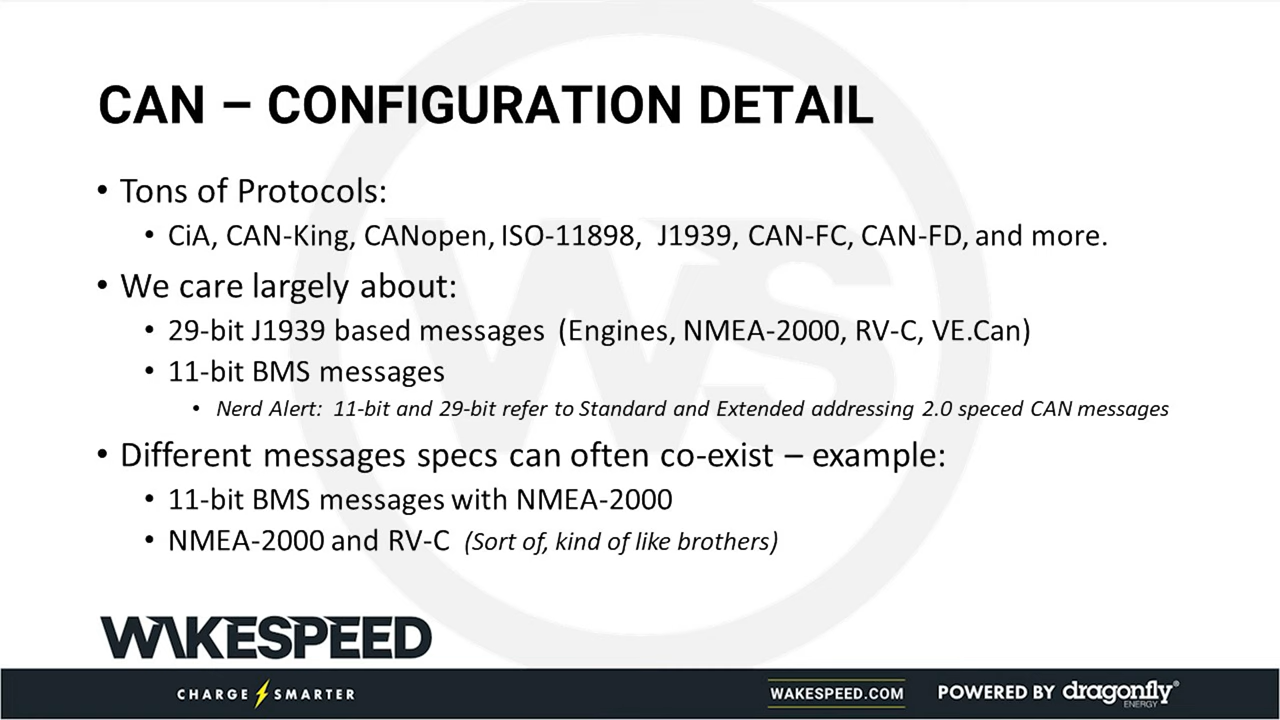 CAN – CONFIGURATION DETAIL
• Tons of Protocols:
• CiA, CAN-King, CANopen, ISO-11898, J1939, CAN-FC, CAN-FD, and more.
• We care largely about:
• 29-bit J1939 based messages (Engines, NMEA-2000, RV-C, VE.Can)
• 11-bit BMS messages
• Nerd Alert: 11-bit and 29-bit refer to Standard and Extended addressing 2.0 speced CAN messages
• Different messages specs can often co-exist – example:
• 11-bit BMS messages with NMEA-2000
• NMEA-2000 and RV-C (Sort of, kind of like brothers)
WS
WAKESPEED
CHARGE SMARTER
WAKESPEED.COM
POWERED BY dragonfly®
ENERGY